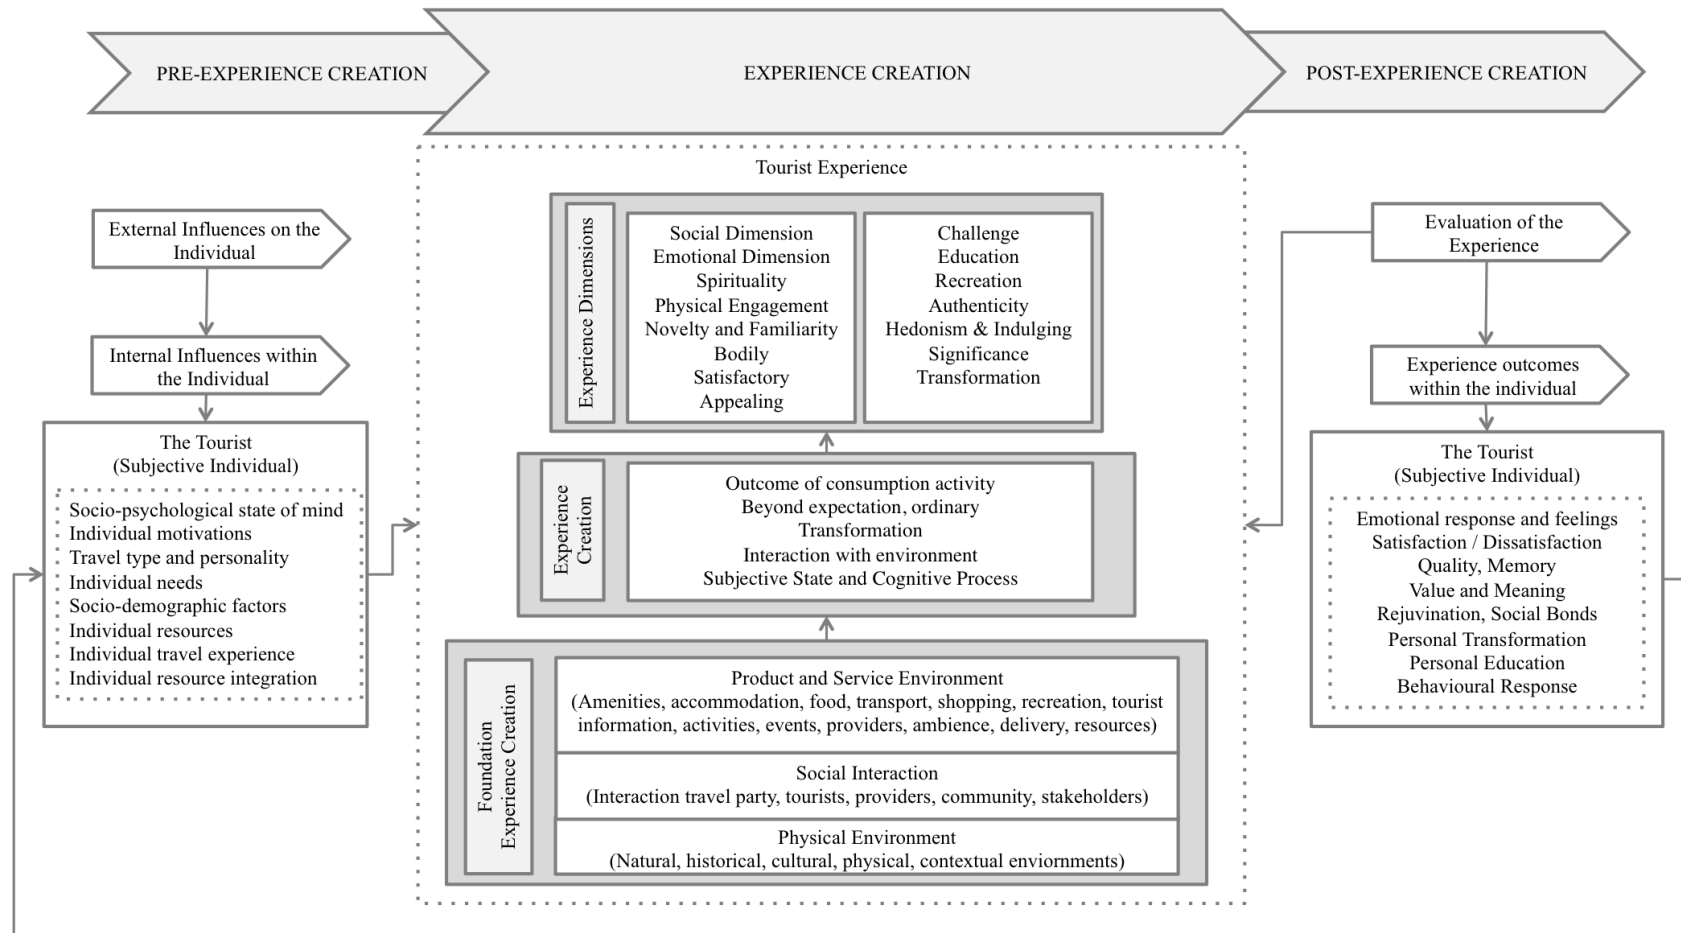 PRE-EXPERIENCE CREATION
EXPERIENCE CREATION
POST-EXPERIENCE CREATION
External Influences on the
Individual
Internal Influences within
the Individual
The Tourist
(Subjective Individual)
Socio-psychological state of mind
Individual motivations
Travel type and personality
Individual needs
Socio-demographic factors
Individual resources
Individual travel experience
Individual resource integration
Tourist Experience
Experience Dimensions
Social Dimension
Emotional Dimension
Spirituality
Physical Engagement
Novelty and Familiarity
Bodily
Satisfactory
Appealing
Challenge
Education
Recreation
Authenticity
Hedonism & Indulging
Significance
Transformation
Experience
Creation
Outcome of consumption activity
Beyond expectation, ordinary
Transformation
Interaction with environment
Subjective State and Cognitive Process
Foundation
Experience Creation
Product and Service Environment
(Amenities, accommodation, food, transport, shopping, recreation, tourist
information, activities, events, providers, ambience, delivery, resources)
Social Interaction
(Interaction travel party, tourists, providers, community, stakeholders)
Physical Environment
(Natural, historical, cultural, physical, contextual enviornments)
Evaluation of the
Experience
Experience outcomes
within the individual
The Tourist
(Subjective Individual)
Emotional response and feelings
Satisfaction / Dissatisfaction
Quality, Memory
Value and Meaning
Rejuvination, Social Bonds
Personal Transformation
Personal Education
Behavioural Response